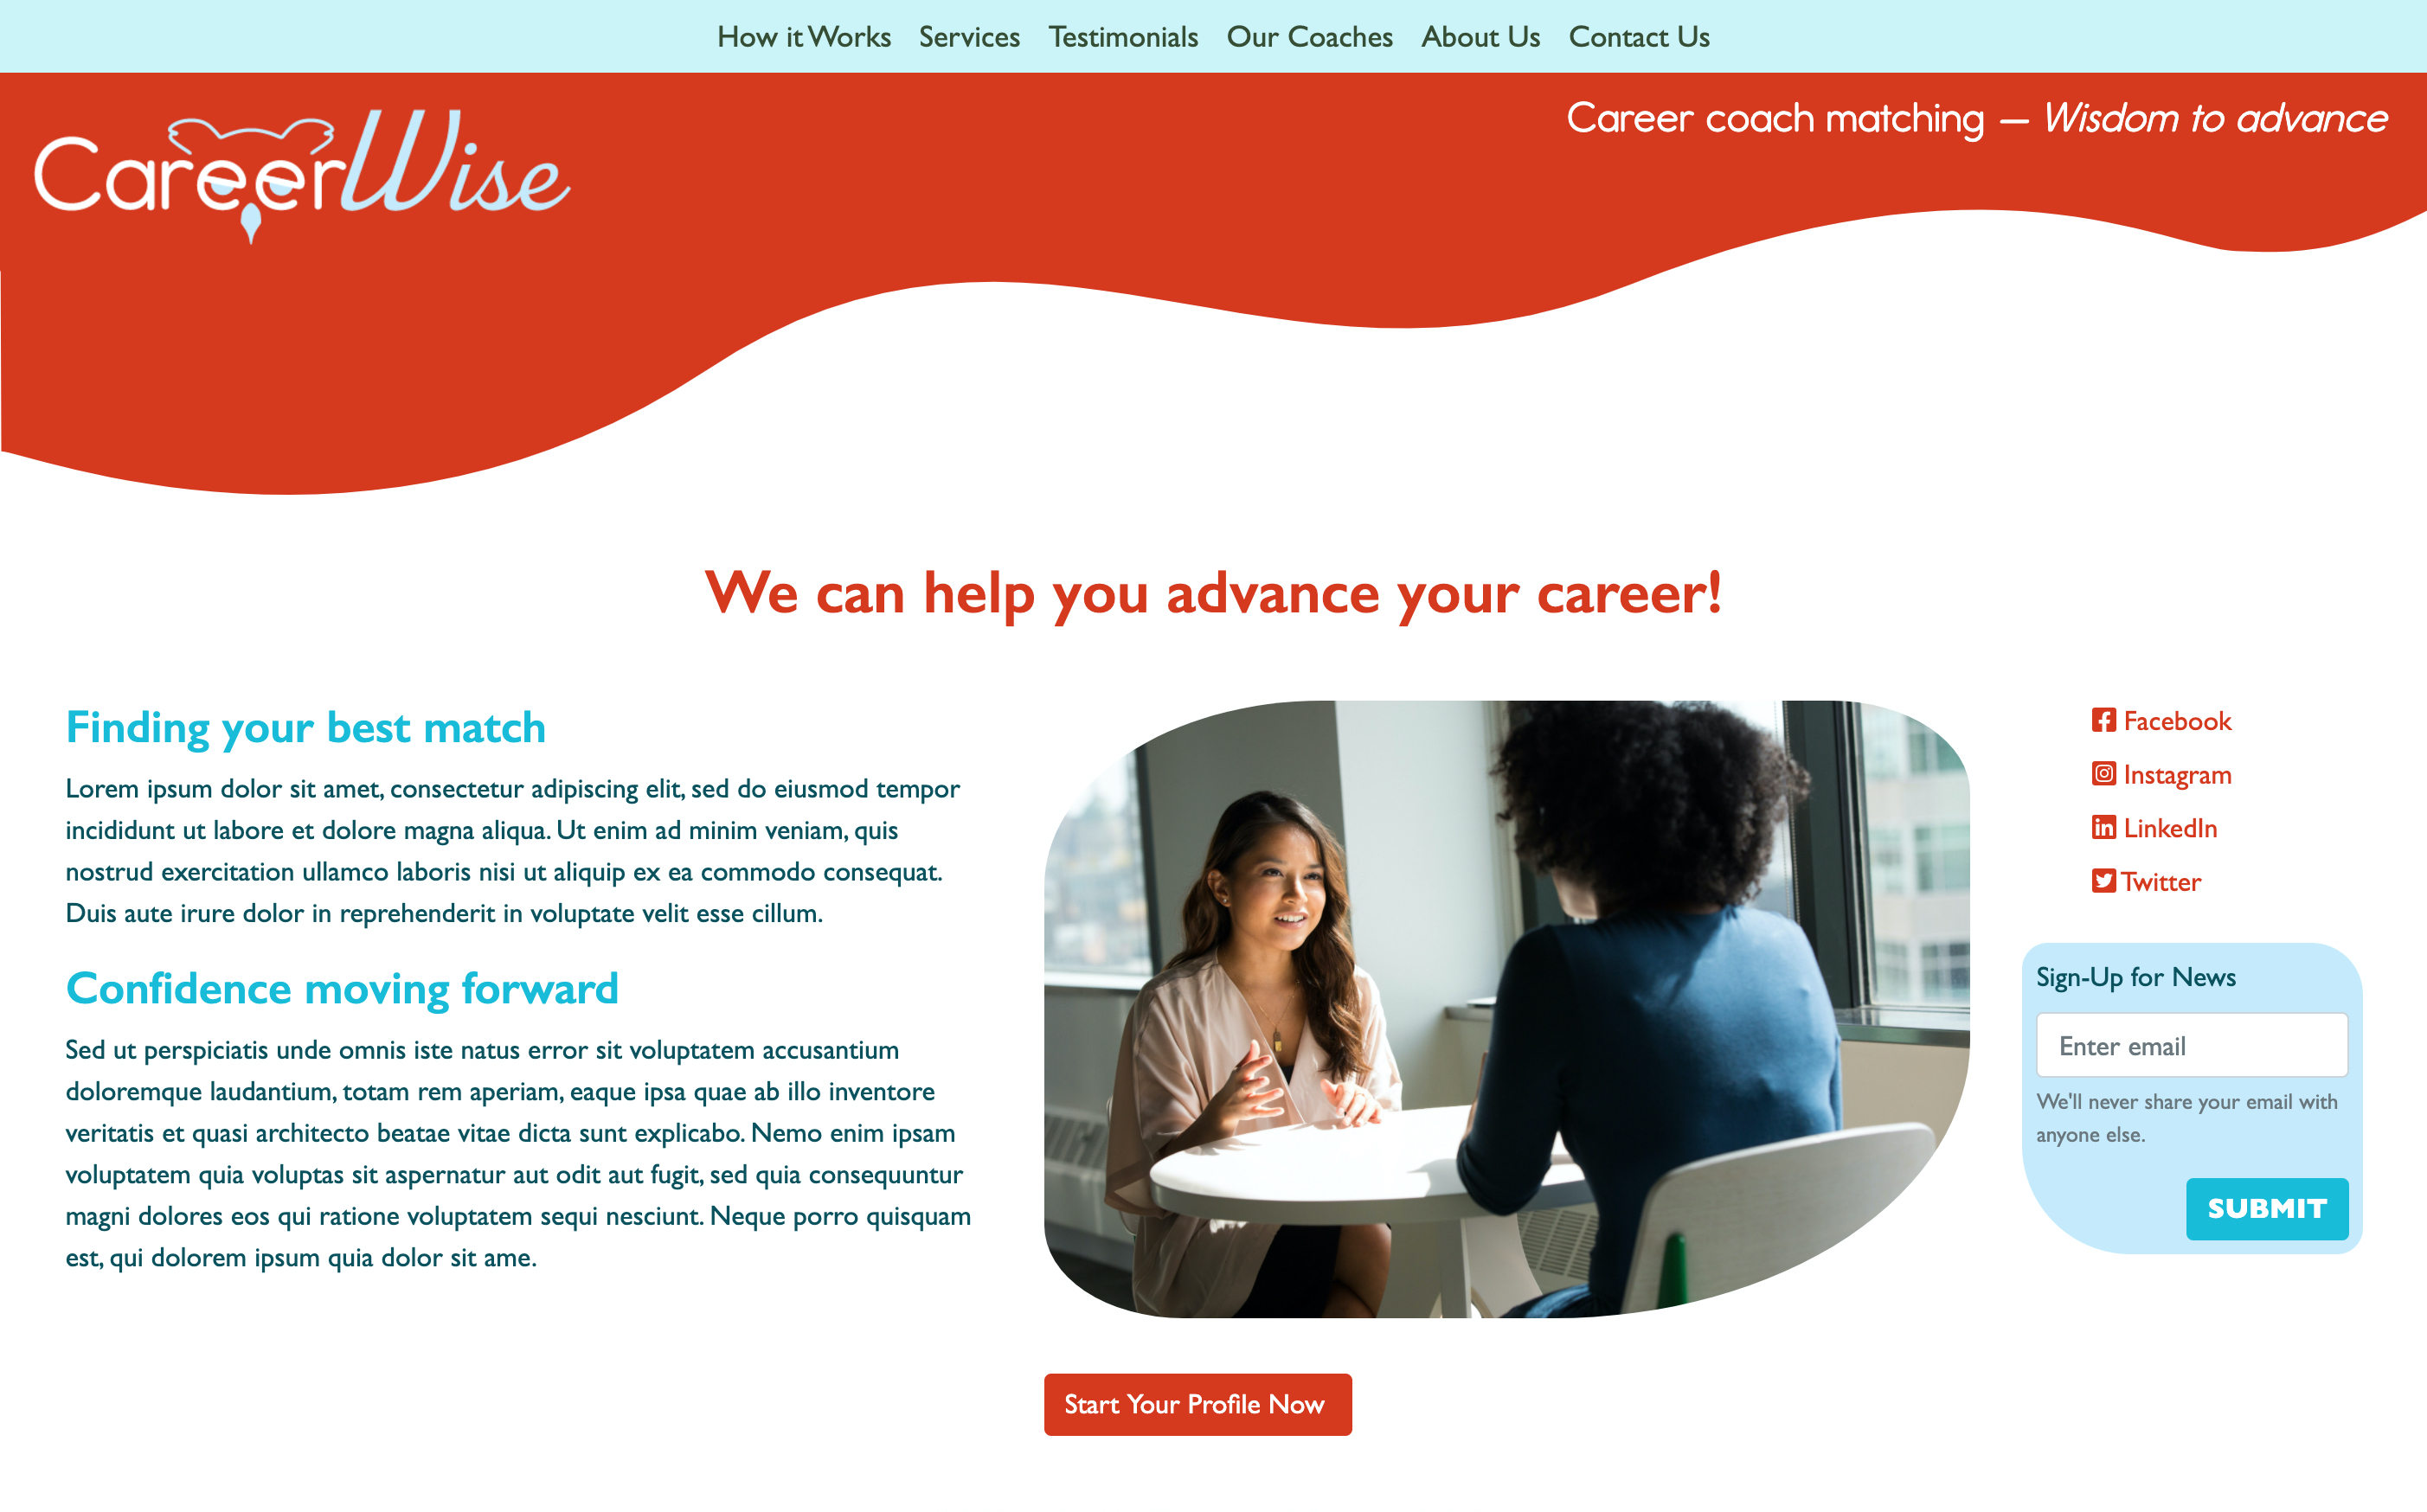 How it Works Services Testimonials Our Coaches About Us Contact Us
CareerWise
Career coach matching – Wisdom to advance
We can help you advance your career!
Finding your best match
Lorem ipsum dolor sit amet, consectetur adipiscing elit, sed do eiusmod tempor
incididunt ut labore et dolore magna aliqua. Ut enim ad minim veniam, quis
nostrud exercitation ullamco laboris nisi ut aliquip ex ea commodo consequat.
Duis aute irure dolor in reprehenderit in voluptate velit esse cillum.
Confidence moving forward
Sed ut perspiciatis unde omnis iste natus error sit voluptatem accusantium
doloremque laudantium, totam rem aperiam, eaque ipsa quae ab illo inventore
veritatis et quasi architecto beatae vitae dicta sunt explicabo. Nemo enim ipsam
voluptatem quia voluptas sit aspernatur aut odit aut fugit, sed quia consequuntur
magni dolores eos qui ratione voluptatem sequi nesciunt. Neque porro quisquam
est, qui dolorem ipsum quia dolor sit ame.
Start Your Profile Now
Facebook
Instagram
LinkedIn
Twitter
Sign-Up for News
Enter email
We'll never share your email with
anyone else.
SUBMIT